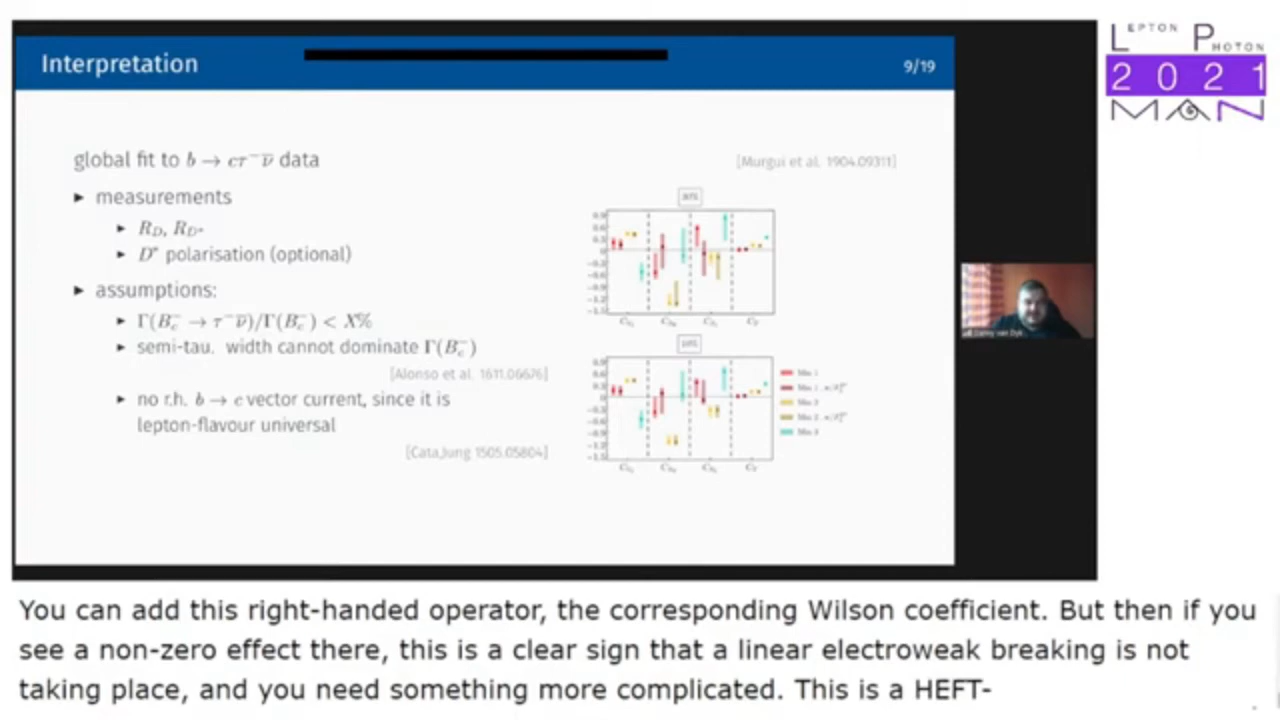 LEPTON PHOTON
2021
MAN
Interpretation
9/19
global fit to b → cτ⁻ν̄ data
[Murgui et al. 1904.09311]
► measurements
► R_D, R_D*
► D* polarisation (optional)
► assumptions:
► Γ(B_c⁻ → τ⁻ν̄)/Γ(B_c⁻) < X%
► semi-tau. width cannot dominate Γ(B_c⁻)
[Alonso et al. 1611.06676]
► no r.h. b → c vector current, since it is
lepton-flavour universal
[Cata,Jung 1505.05804]
You can add this right-handed operator, the corresponding Wilson coefficient. But then if you
see a non-zero effect there, this is a clear sign that a linear electroweak breaking is not
taking place, and you need something more complicated. This is a HEFT-